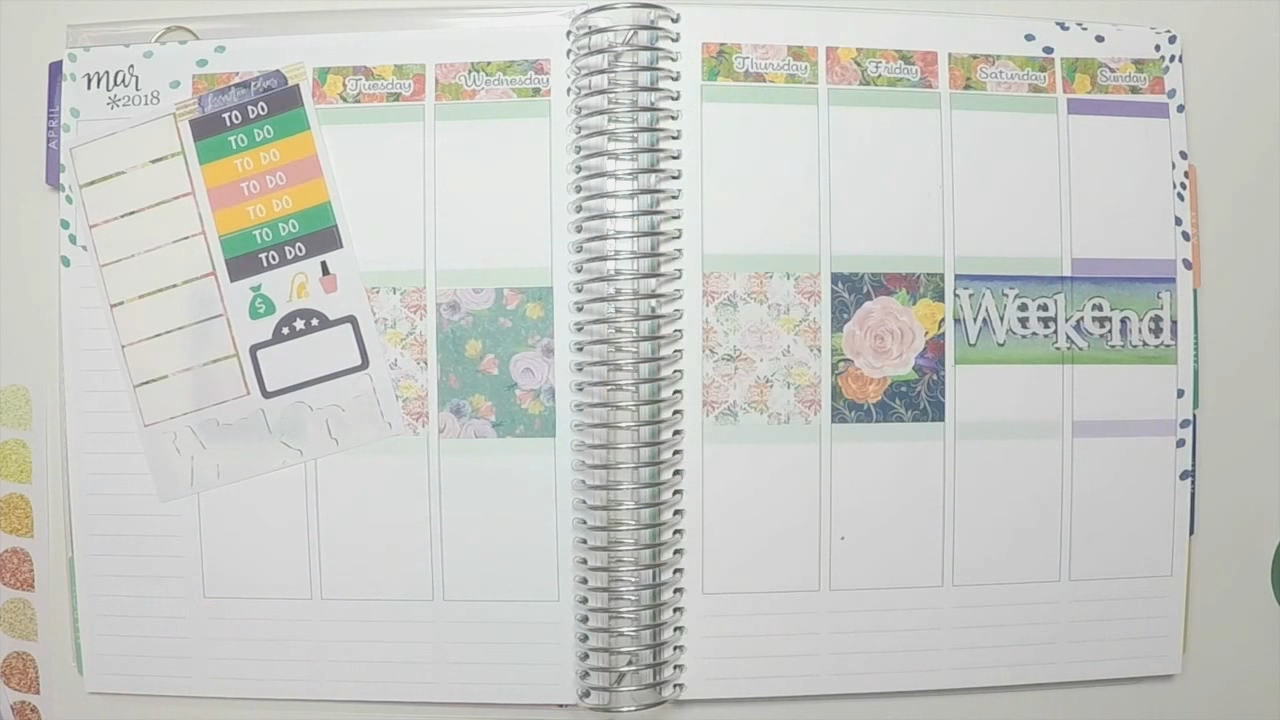 mar
*2018
APRIL
Tuesday
Wednesday
Thursday
Friday
Saturday
Sunday
TO DO
TO DO
TO DO
TO DO
TO DO
TO DO
TO DO
$
Weekend